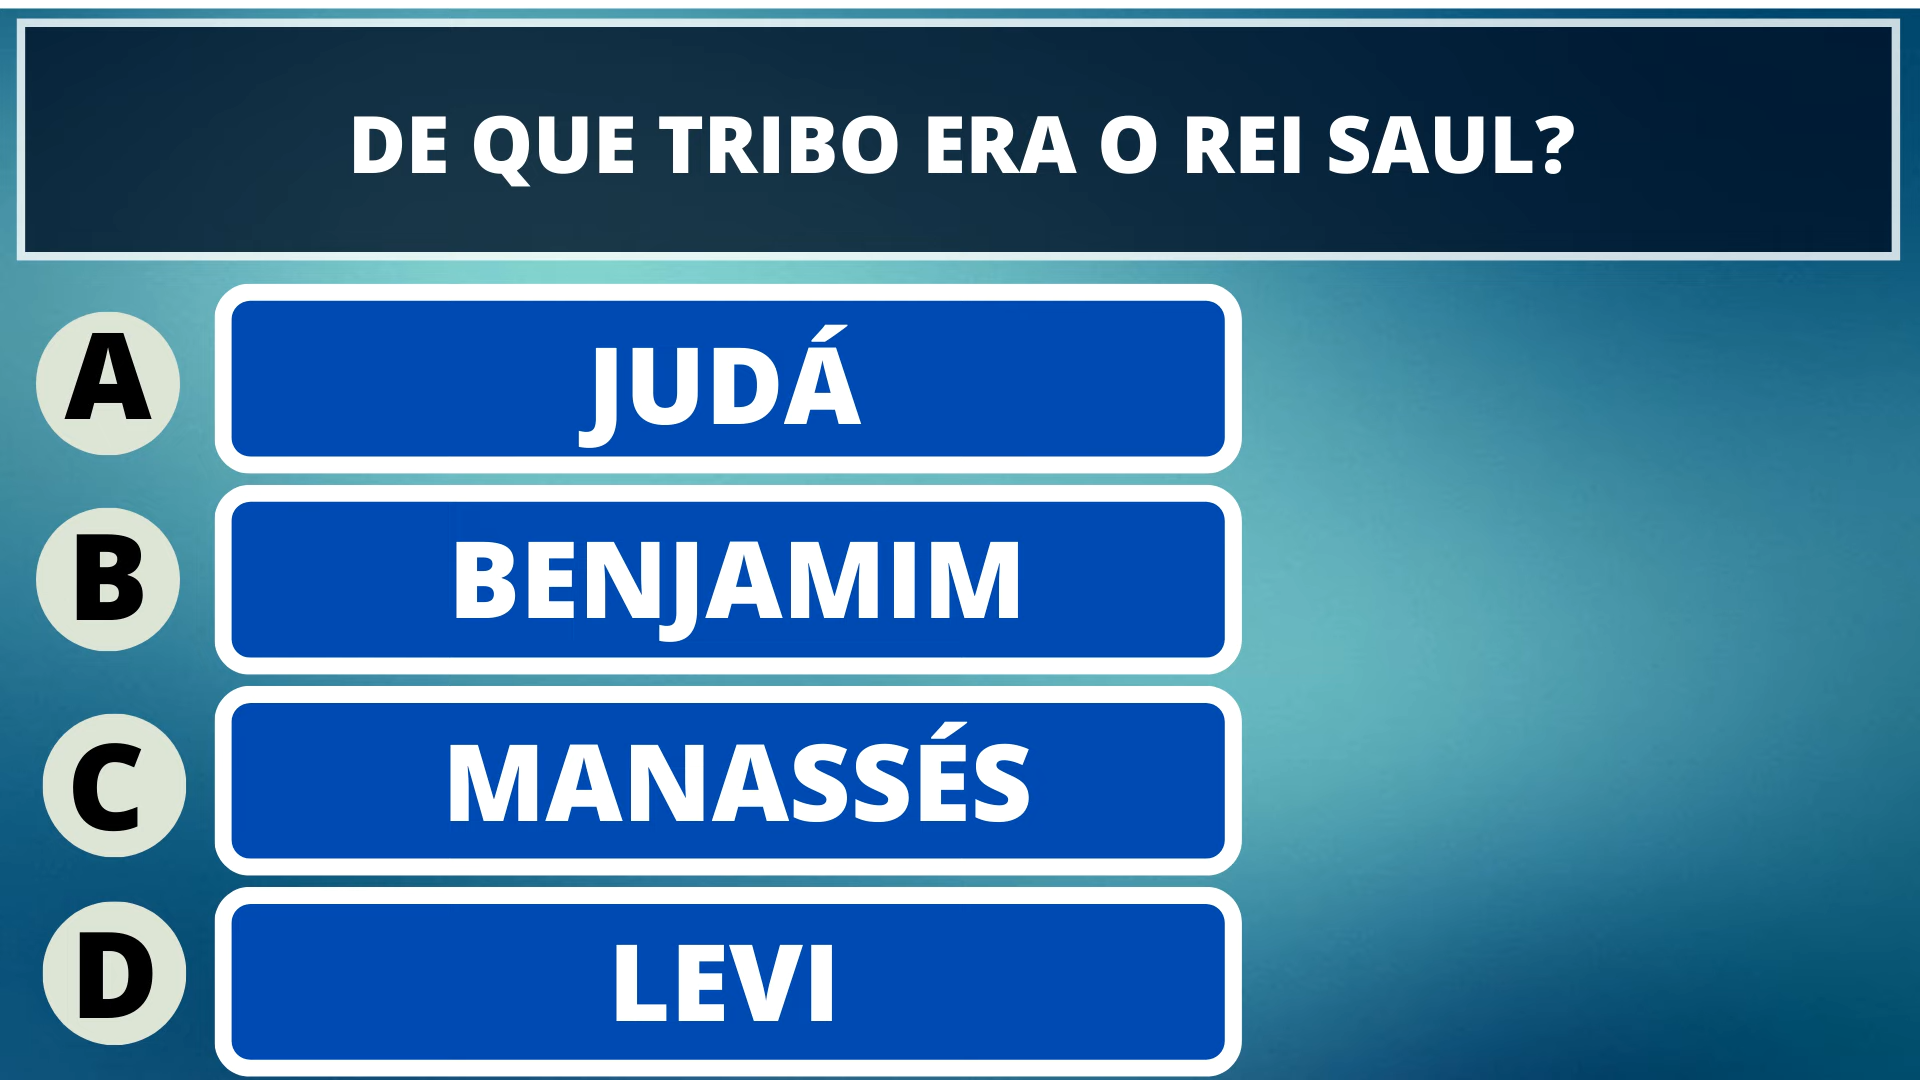 DE QUE TRIBO ERA O REI SAUL?
A JUDÁ
B BENJAMIM
C MANASSÉS
D LEVI